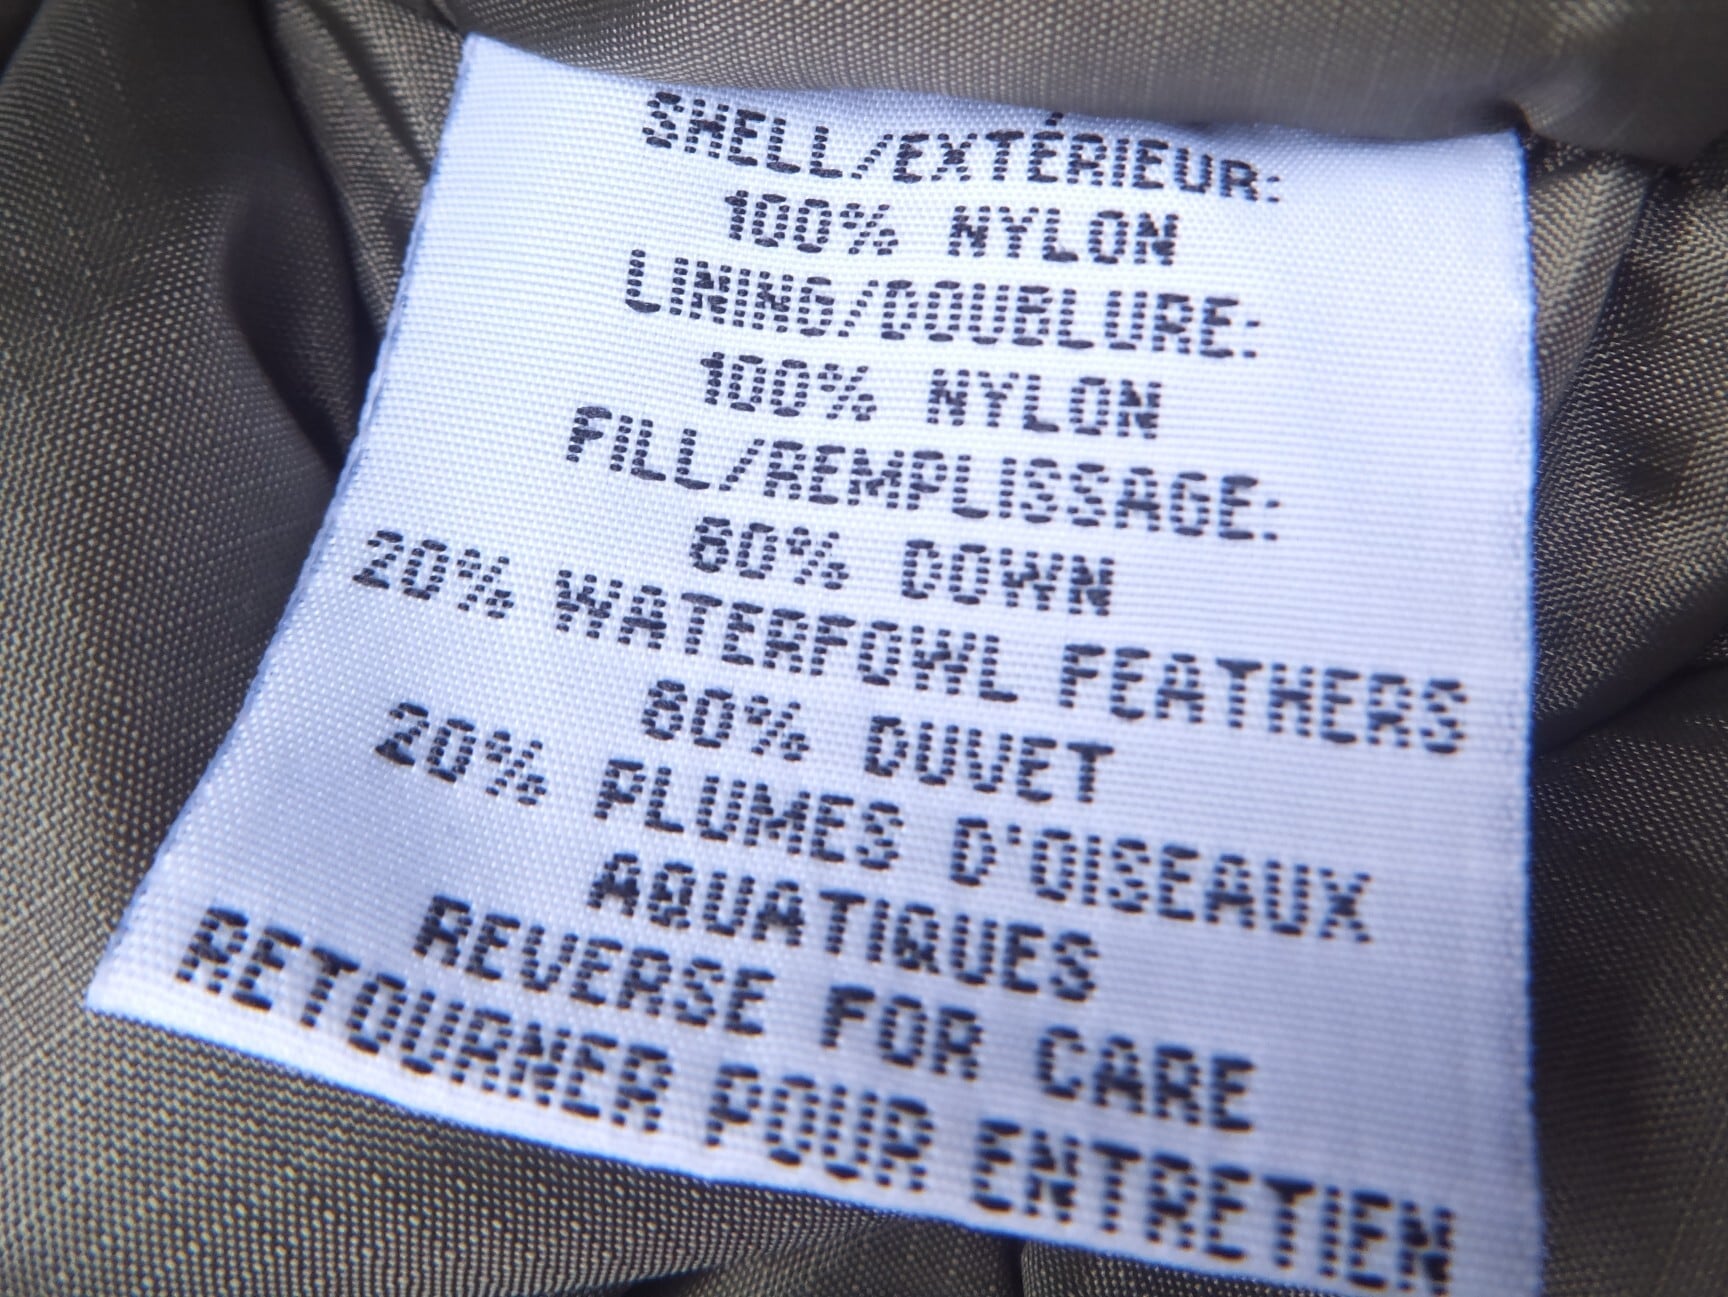 SHELL/EXTÉRIEUR:
100% NYLON
LINING/DOUBLURE:
100% NYLON
FILL/REMPLISSAGE:
80% DOWN
20% WATERFOWL FEATHERS
80% DUVET
20% PLUMES D'OISEAUX
AQUATIQUES
REVERSE FOR CARE
RETOURNER POUR ENTRETIEN